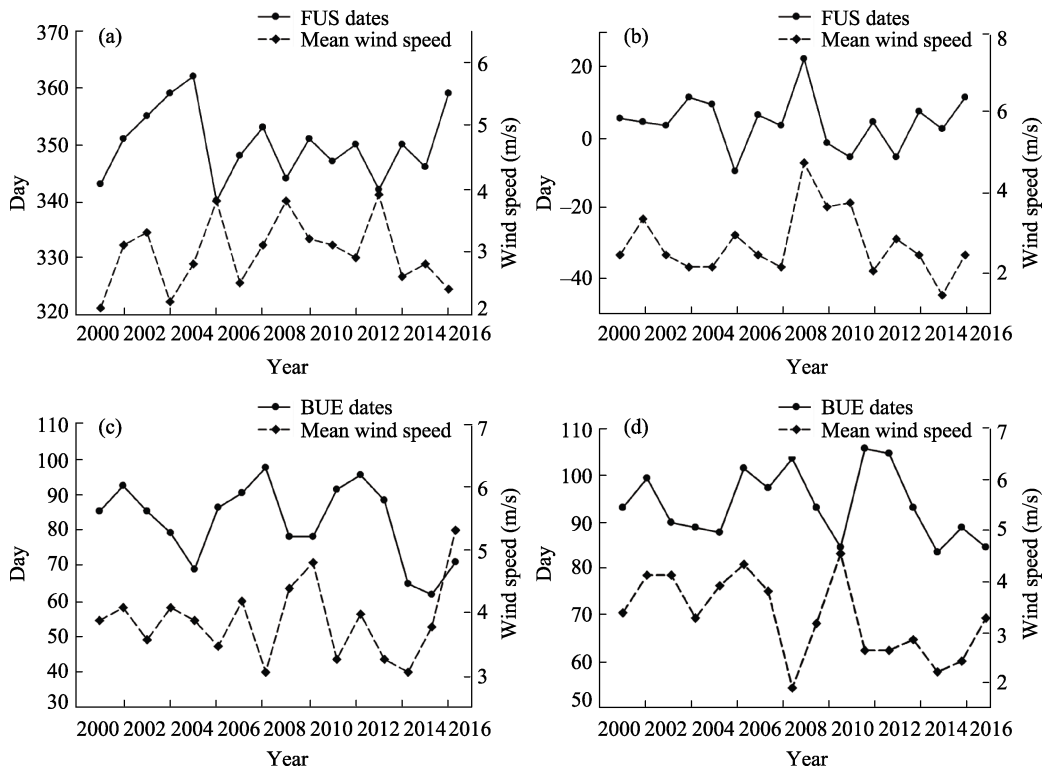 FUS dates
Mean wind speed
(a)
370
360
350
340
330
320
Day
6
5
4
3
2
Wind speed (m/s)
2000 2002 2004 2006 2008 2010 2012 2014 2016
Year
FUS dates
Mean wind speed
(b)
20
0
−20
−40
Day
8
6
4
2
Wind speed (m/s)
2000 2002 2004 2006 2008 2010 2012 2014 2016
Year
BUE dates
Mean wind speed
(c)
110
100
90
80
70
60
50
40
30
Day
7
6
5
4
3
Wind speed (m/s)
2000 2002 2004 2006 2008 2010 2012 2014 2016
Year
BUE dates
Mean wind speed
(d)
110
100
90
80
70
60
50
Day
7
6
5
4
3
2
Wind speed (m/s)
2000 2002 2004 2006 2008 2010 2012 2014 2016
Year